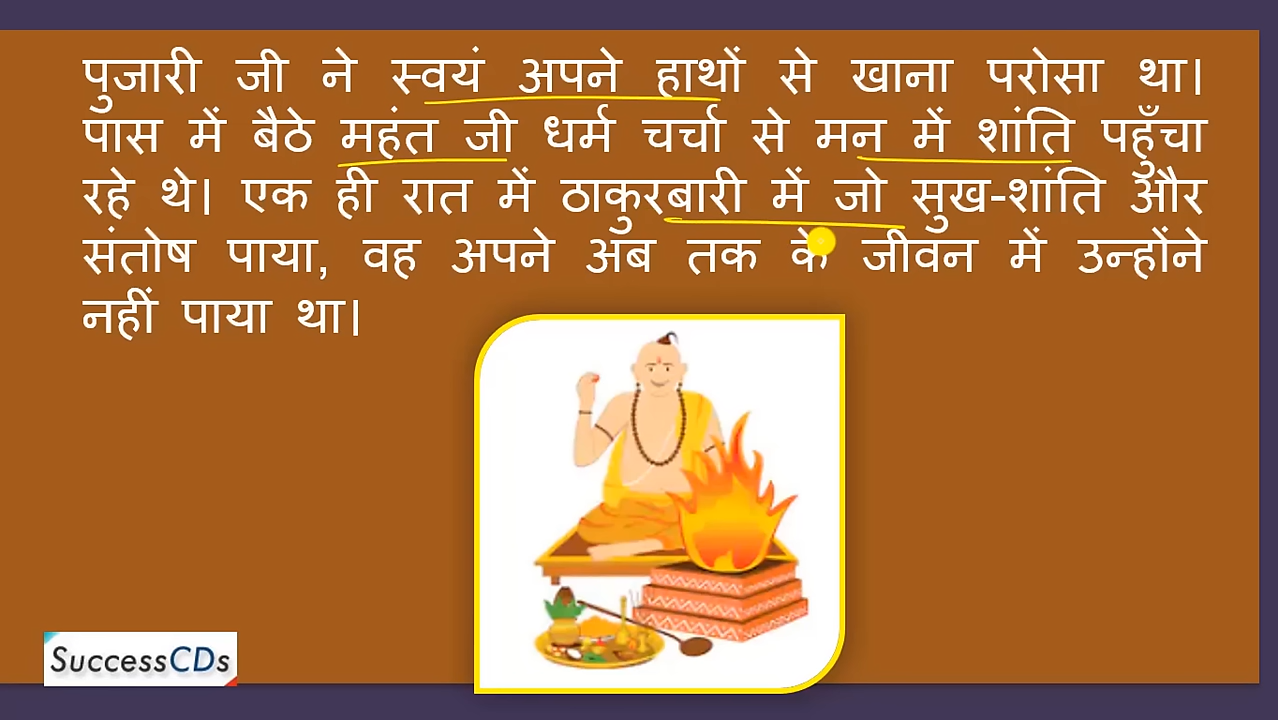 पुजारी जी ने स्वयं अपने हाथों से खाना परोसा था।
पास में बैठे महंत जी धर्म चर्चा से मन में शांति पहुँचा
रहे थे। एक ही रात में ठाकुरबारी में जो सुख-शांति और
संतोष पाया, वह अपने अब तक के जीवन में उन्होंने
नहीं पाया था।
SuccessCDs